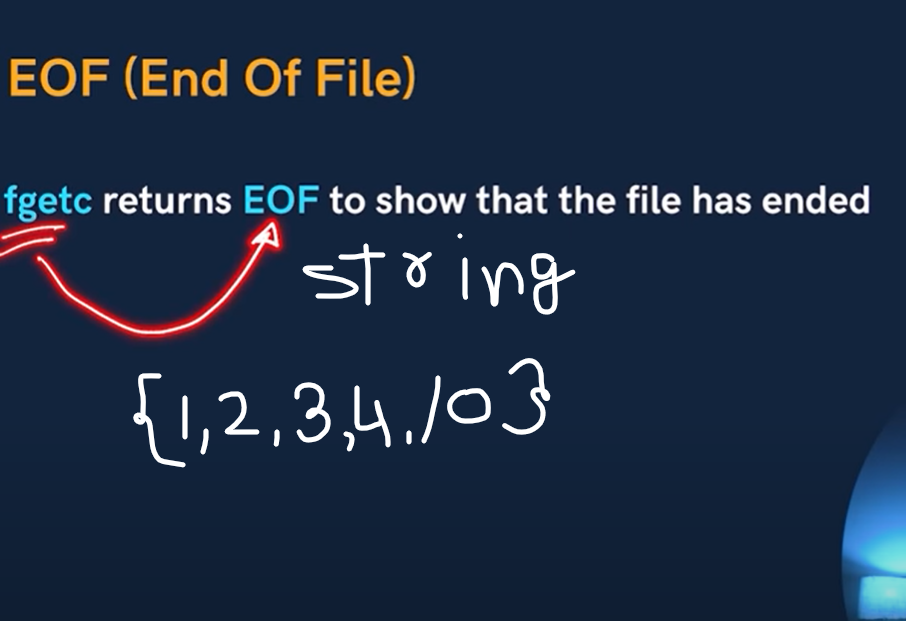 EOF (End Of File)
fgetc returns EOF to show that the file has ended
string
{1,2,3,4,/0}